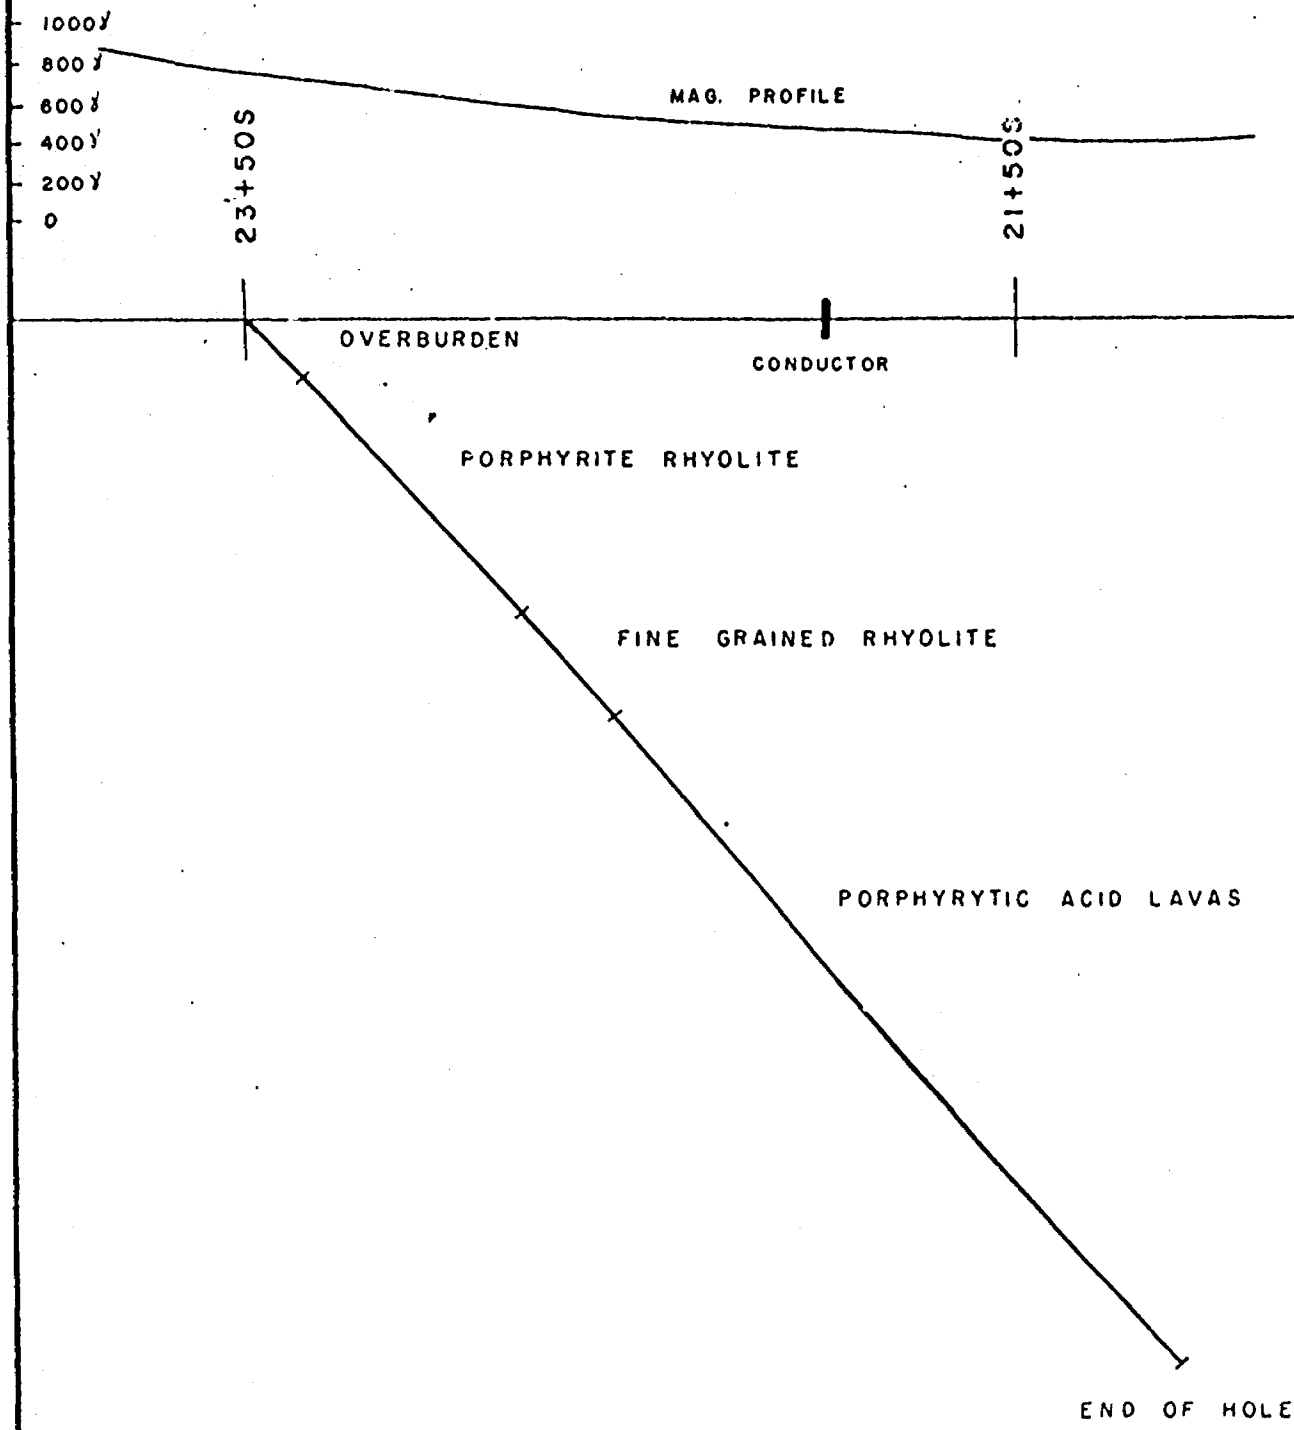 1000γ
800γ
600γ
400γ
200γ
0
MAG. PROFILE
23+50S
21+50S
OVERBURDEN
CONDUCTOR
PORPHYRITE RHYOLITE
FINE GRAINED RHYOLITE
PORPHYRYTIC ACID LAVAS
END OF HOLE